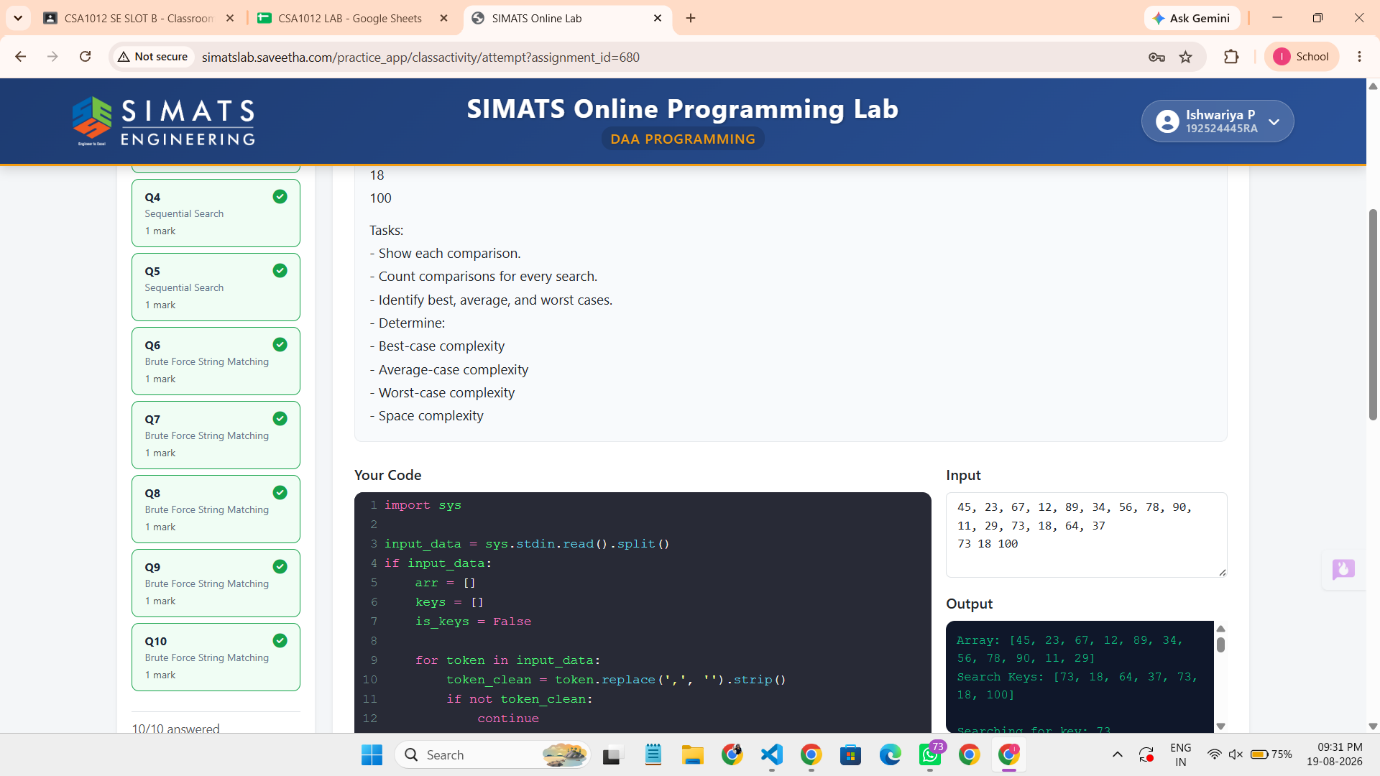 CSA1012 SE SLOT B - Classroom
CSA1012 LAB - Google Sheets
SIMATS Online Lab
Ask Gemini
Not secure
simatslab.saveetha.com/practice_app/classactivity/attempt?assignment_id=680
School
SIMATS
ENGINEERING
Engineer to Excel
SIMATS Online Programming Lab
DAA PROGRAMMING
Ishwariya P
192524445RA
Q4
Sequential Search
1 mark
Q5
Sequential Search
1 mark
Q6
Brute Force String Matching
1 mark
Q7
Brute Force String Matching
1 mark
Q8
Brute Force String Matching
1 mark
Q9
Brute Force String Matching
1 mark
Q10
Brute Force String Matching
1 mark
10/10 answered
18
100
Tasks:
- Show each comparison.
- Count comparisons for every search.
- Identify best, average, and worst cases.
- Determine:
- Best-case complexity
- Average-case complexity
- Worst-case complexity
- Space complexity
Your Code
1 import sys
2
3 input_data = sys.stdin.read().split()
4 if input_data:
5     arr = []
6     keys = []
7     is_keys = False
8
9     for token in input_data:
10         token_clean = token.replace(',', '').strip()
11         if not token_clean:
12             continue
Input
45, 23, 67, 12, 89, 34, 56, 78, 90,
11, 29, 73, 18, 64, 37
73 18 100
Output
Array: [45, 23, 67, 12, 89, 34,
56, 78, 90, 11, 29]
Search Keys: [73, 18, 64, 37, 73,
18, 100]
Searching for key: 73
Search
73
ENG
IN
75%
09:31 PM
19-08-2026